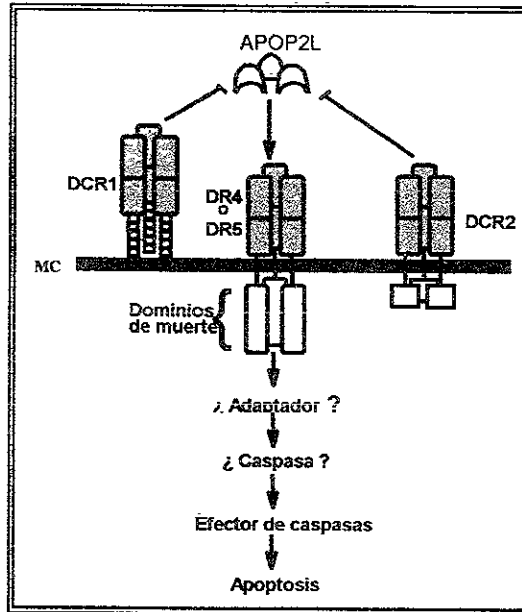 APOP2L
DCR1
DR4
o
DR5
DCR2
MC
Dominios
de muerte
¿ Adaptador ?
¿ Caspasa ?
Efector de caspasas
Apoptosis